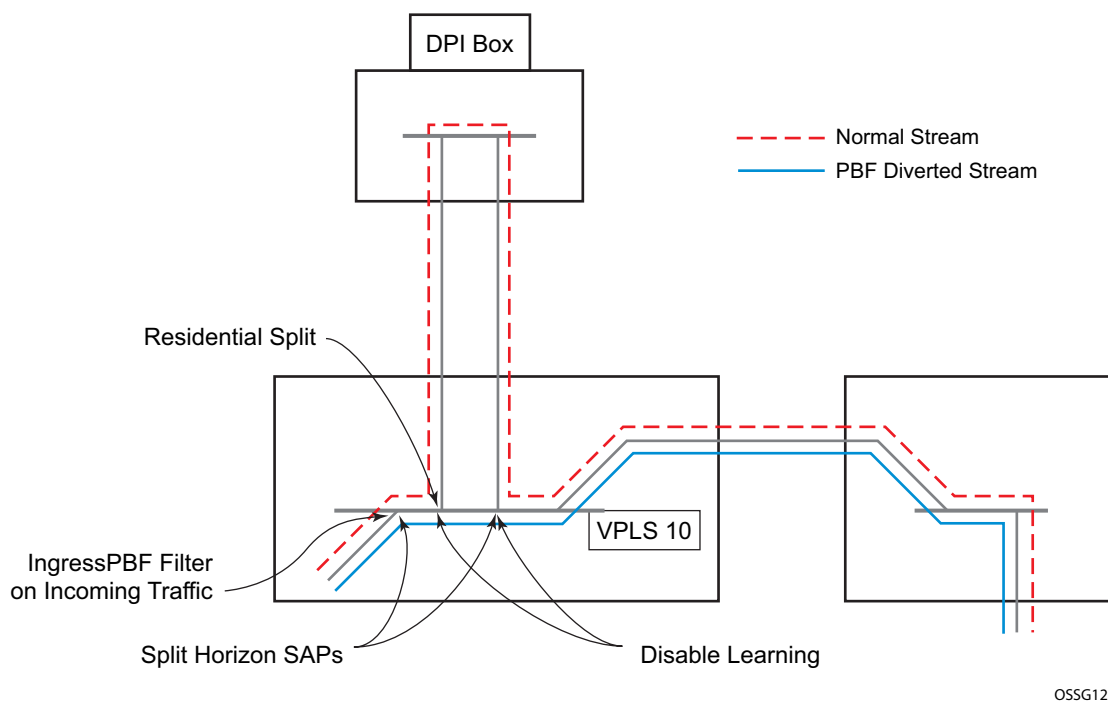 DPI Box
Normal Stream
PBF Diverted Stream
Residential Split
VPLS 10
IngressPBF Filter
on Incoming Traffic
Split Horizon SAPs
Disable Learning
OSSG12